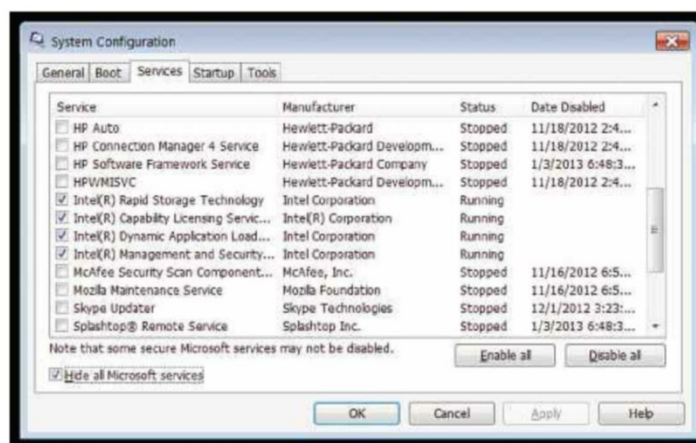 System Configuration
General Boot Services Startup Tools
Service Manufacturer Status Date Disabled
HP Auto Hewlett-Packard Stopped 11/18/2012 2:4...
HP Connection Manager 4 Service Hewlett-Packard Developm... Stopped 11/18/2012 2:4...
HP Software Framework Service Hewlett-Packard Company Stopped 1/3/2013 6:48:3...
HPWMISVC Hewlett-Packard Developm... Stopped 11/18/2012 2:4...
Intel(R) Rapid Storage Technology Intel Corporation Running
Intel(R) Capability Licensing Servic... Intel(R) Corporation Running
Intel(R) Dynamic Application Load... Intel Corporation Running
Intel(R) Management and Security... Intel Corporation Running
McAfee Security Scan Component... McAfee, Inc. Stopped 11/16/2012 6:5...
Mozilla Maintenance Service Mozilla Foundation Stopped 11/16/2012 6:5...
Skype Updater Skype Technologies Stopped 12/1/2012 3:23:...
Splashtop® Remote Service Splashtop Inc. Stopped 1/3/2013 6:48:3...
Note that some secure Microsoft services may not be disabled.
Enable all Disable all
Hide all Microsoft services
OK Cancel Apply Help